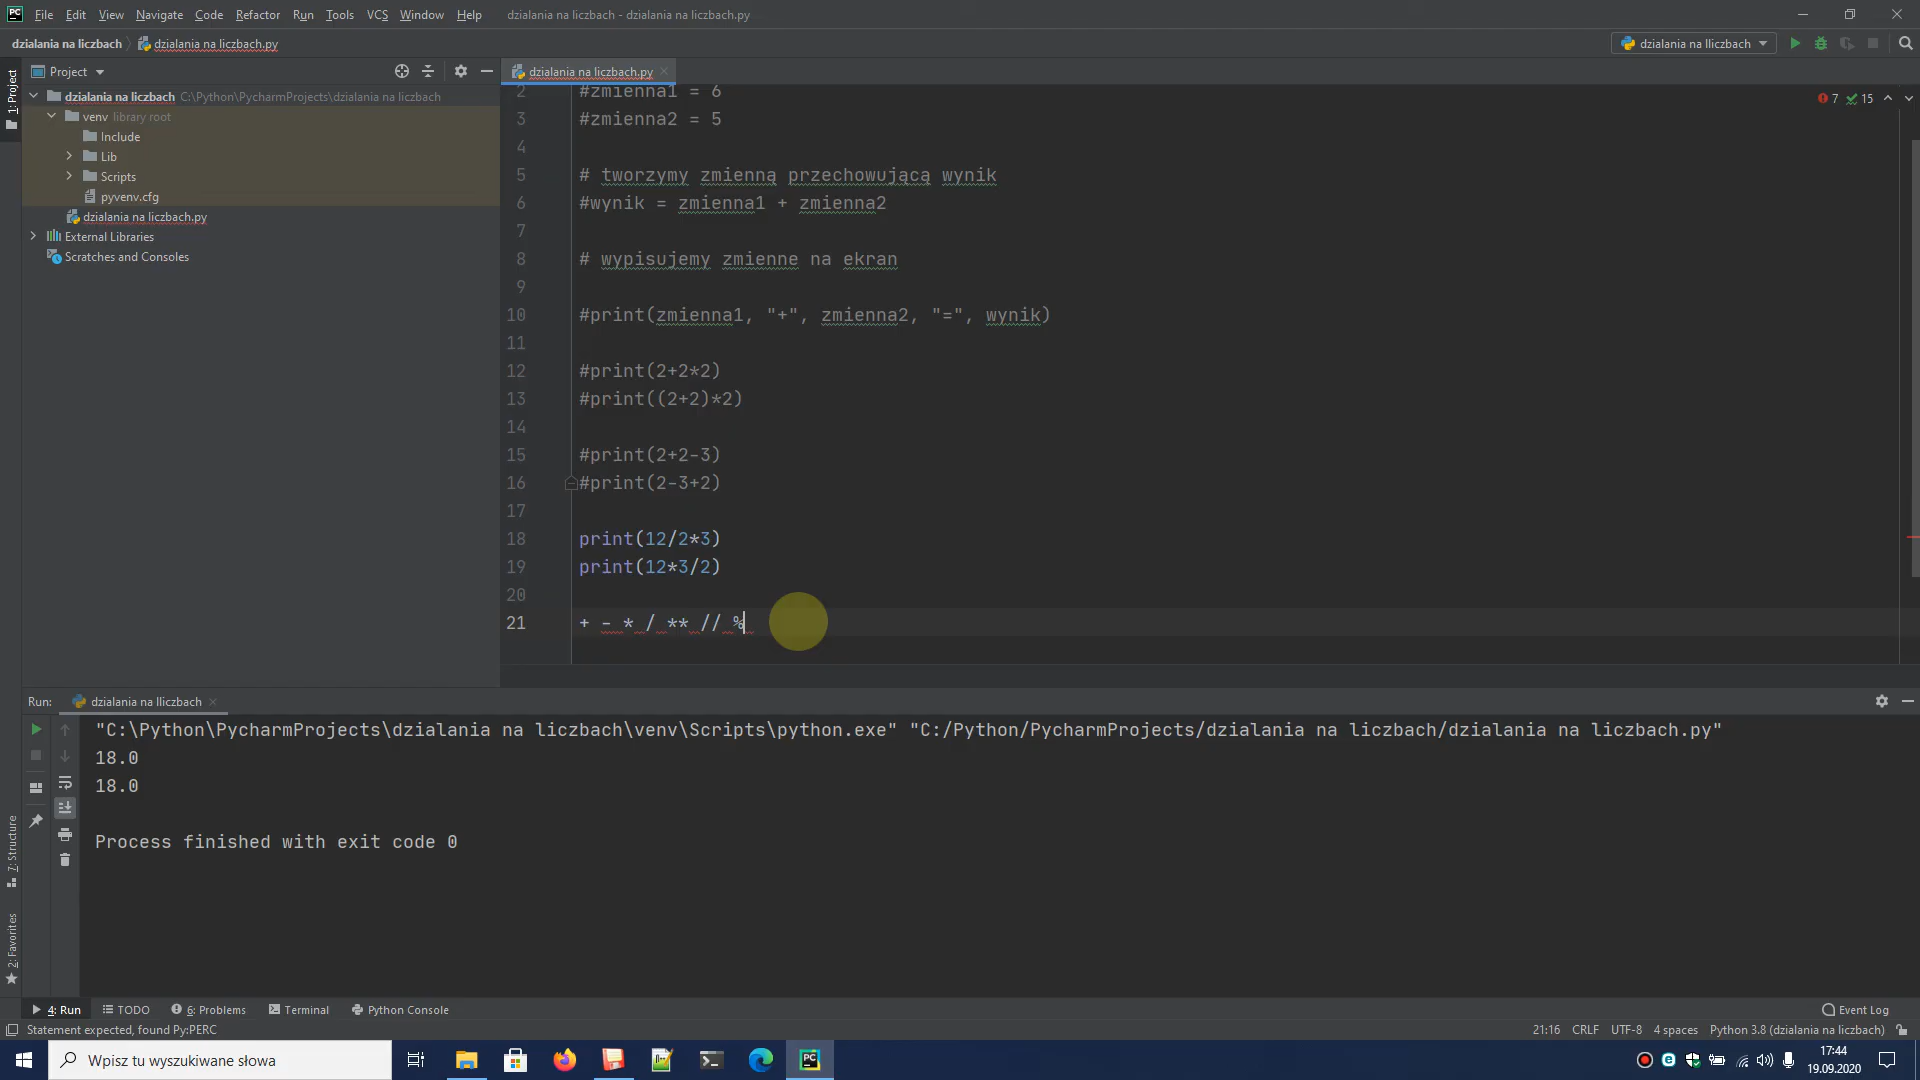 PC File Edit View Navigate Code Refactor Run Tools VCS Window Help dzialania na liczbach - dzialania na liczbach.py
dzialania na liczbach dzialania na liczbach.py dzialania na lliczbach
1: Project Project dzialania na liczbach.py
dzialania na liczbach C:\Python\PycharmProjects\dzialania na liczbach
venv library root
Include
Lib
Scripts
pyvenv.cfg
dzialania na liczbach.py
External Libraries
Scratches and Consoles
7 15
2 #zmienna1 = 6
3 #zmienna2 = 5
4
5 # tworzymy zmienną przechowującą wynik
6 #wynik = zmienna1 + zmienna2
7
8 # wypisujemy zmienne na ekran
9
10 #print(zmienna1, "+", zmienna2, "=", wynik)
11
12 #print(2+2*2)
13 #print((2+2)*2)
14
15 #print(2+2-3)
16 #print(2-3+2)
17
18 print(12/2*3)
19 print(12*3/2)
20
21 + - * / ** // %
Run: dzialania na lliczbach
"C:\Python\PycharmProjects\dzialania na liczbach\venv\Scripts\python.exe" "C:/Python/PycharmProjects/dzialania na liczbach/dzialania na liczbach.py"
18.0
18.0
Process finished with exit code 0
7: Structure
2: Favorites
4: Run TODO 6: Problems Terminal Python Console Event Log
Statement expected, found Py:PERC 21:16 CRLF UTF-8 4 spaces Python 3.8 (dzialania na liczbach)
Wpisz tu wyszukiwane słowa PC 17:44
19.09.2020